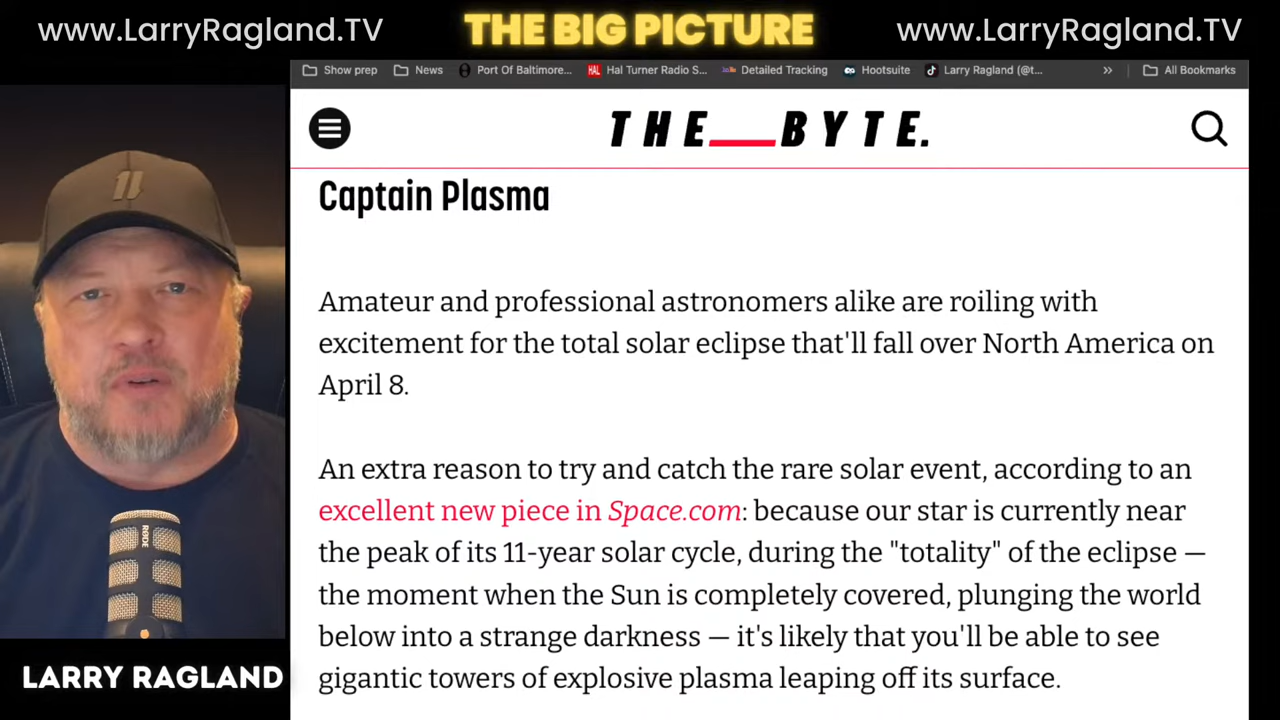 www.LarryRagland.TV
THE BIG PICTURE
www.LarryRagland.TV
Show prep
News
Port Of Baltimore...
HAL
Hal Turner Radio S...
Detailed Tracking
Hootsuite
Larry Ragland (@t...
»
All Bookmarks
THE__BYTE.
Captain Plasma
Amateur and professional astronomers alike are roiling with
excitement for the total solar eclipse that'll fall over North America on
April 8.
An extra reason to try and catch the rare solar event, according to an
excellent new piece in Space.com: because our star is currently near
the peak of its 11-year solar cycle, during the "totality" of the eclipse —
the moment when the Sun is completely covered, plunging the world
below into a strange darkness — it's likely that you'll be able to see
gigantic towers of explosive plasma leaping off its surface.
RØDE
LARRY RAGLAND